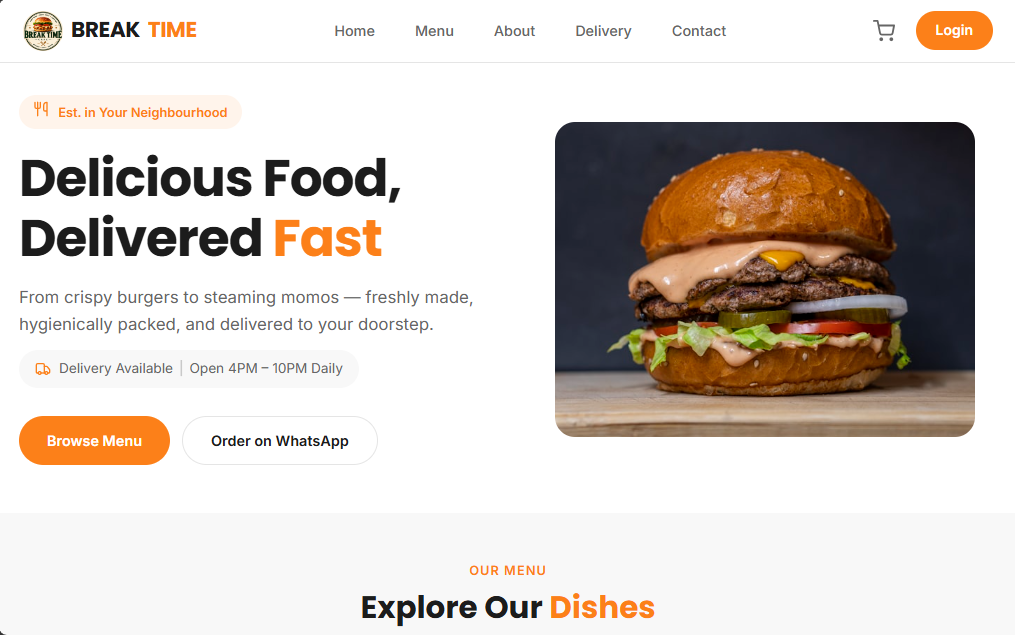 BREAK TIME
BREAK TIME
Home
Menu
About
Delivery
Contact
Login
Est. in Your Neighbourhood
Delicious Food,
Delivered Fast
From crispy burgers to steaming momos — freshly made,
hygienically packed, and delivered to your doorstep.
Delivery Available | Open 4PM – 10PM Daily
Browse Menu
Order on WhatsApp
OUR MENU
Explore Our Dishes